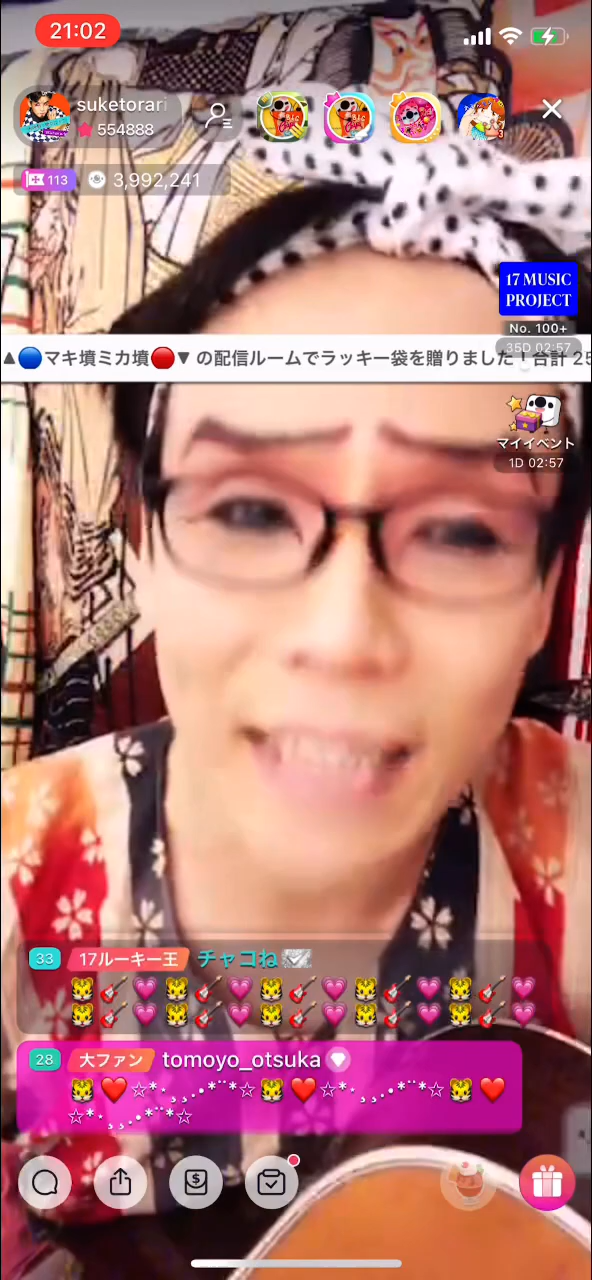 21:02
suketorari
554888
113
3,992,241
17 MUSIC
PROJECT
No. 100+
35D 02:57
▲🔵マキ墳ミカ墳🔴▼ の配信ルームでラッキー袋を贈りました！合計 25
マイイベント
1D 02:57
33 17ルーキー王 チャコね
🐯🎸💗🐯🎸💗🐯🎸💗🐯🎸💗🐯🎸💗
🐯🎸💗🐯🎸💗🐯🎸💗🐯🎸💗🐯🎸💗
28 大ファン tomoyo_otsuka
🐯❤️☆*･¸¸.•*¨*☆🐯❤️☆*･¸¸.•*¨*☆🐯❤️
☆*･¸¸.•*¨*☆